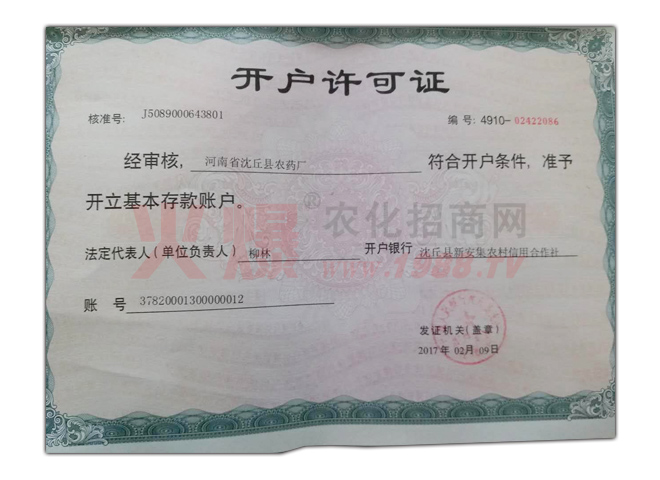 开户许可证
核准号: J5089000643801 编号: 4910-02422086
经审核, 河南省沈丘县农药厂 符合开户条件, 准予
开立基本存款账户。
火爆®农化招商网
法定代表人(单位负责人) 柳林 开户银行 沈丘县新安集农村信用合作社
www.1988.TV
账 号 37820001300000012
发证机关(盖章)
2017年 02月 09日